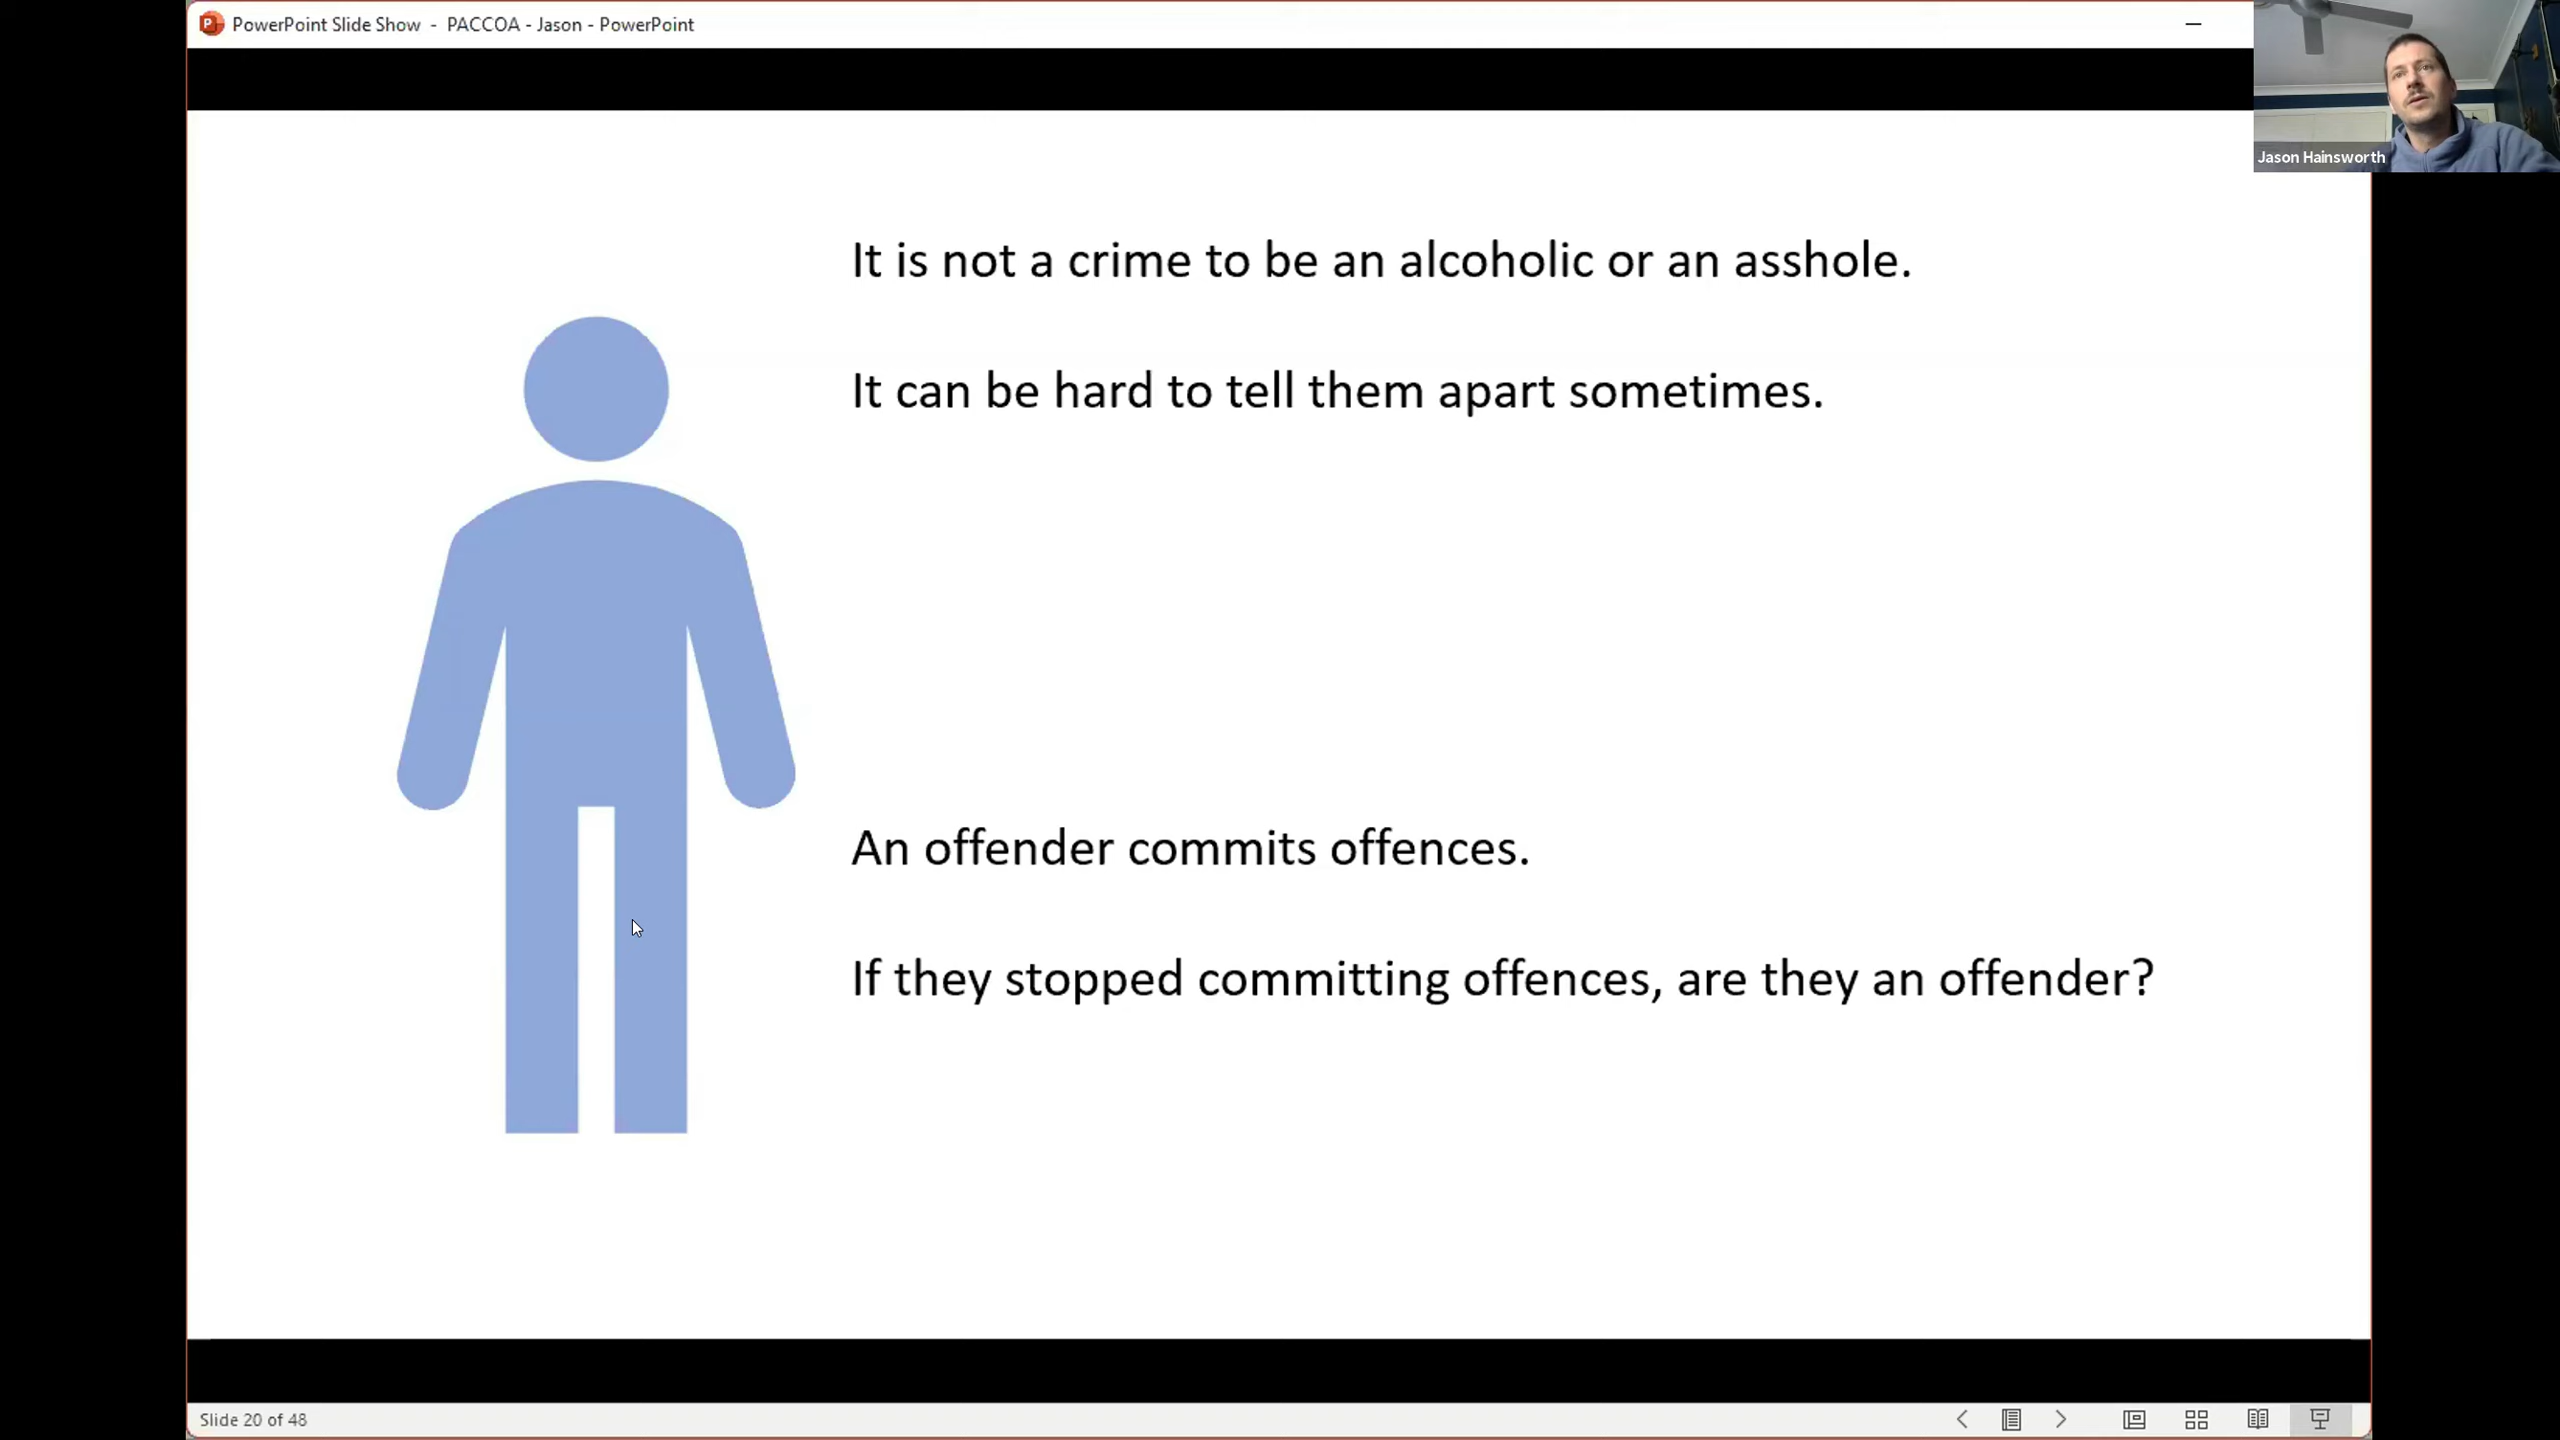 PowerPoint Slide Show - PACCOA - Jason - PowerPoint
Jason Hainsworth
It is not a crime to be an alcoholic or an asshole.
It can be hard to tell them apart sometimes.
An offender commits offences.
If they stopped committing offences, are they an offender?
Slide 20 of 48